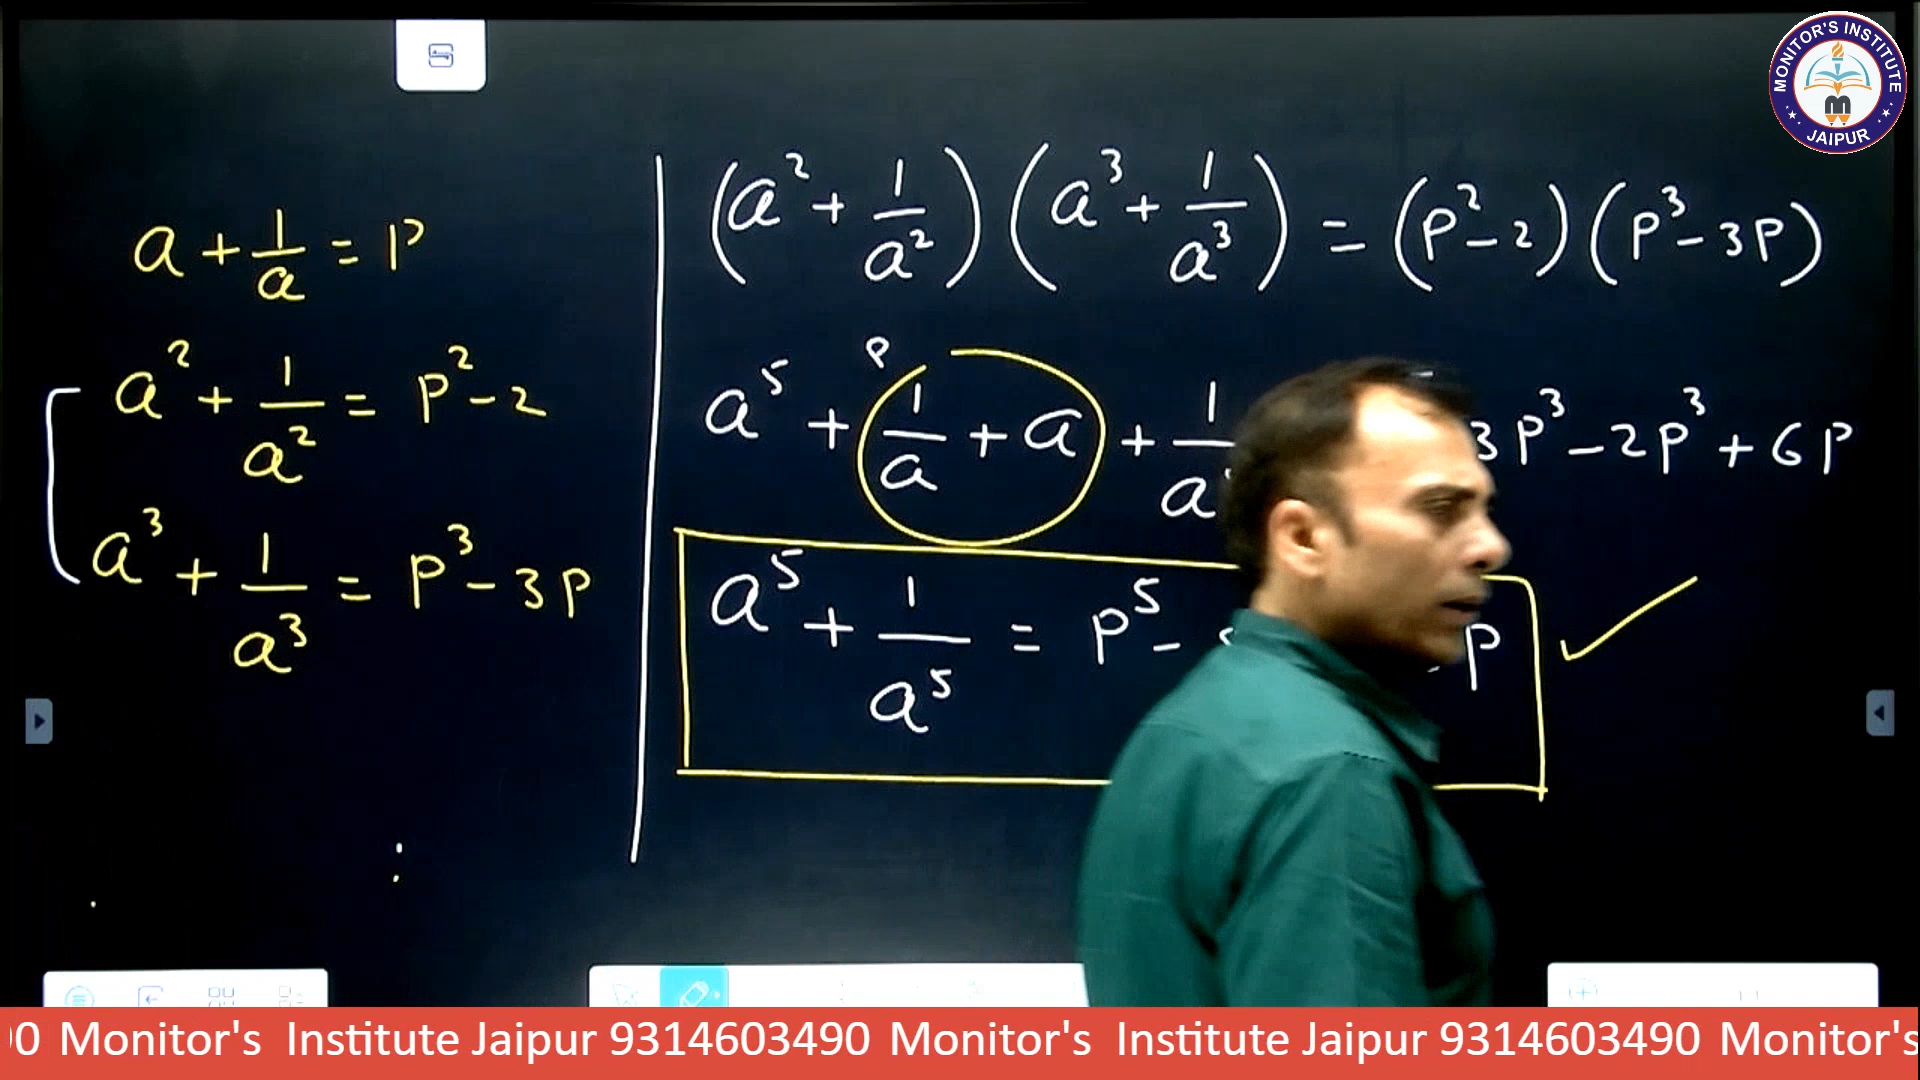 MONITOR'S INSTITUTE
JAIPUR
a + 1/a = P
a² + 1/a² = P² - 2
a³ + 1/a³ = P³ - 3P
(a² + 1/a²)(a³ + 1/a³) = (P² - 2)(P³ - 3P)
P
a⁵ + 1/a + a + 1/a 3P³ - 2P³ + 6P
a⁵ + 1/a⁵ = P⁵ - P
Monitor's Institute Jaipur 9314603490 Monitor's Institute Jaipur 9314603490 Monitor's